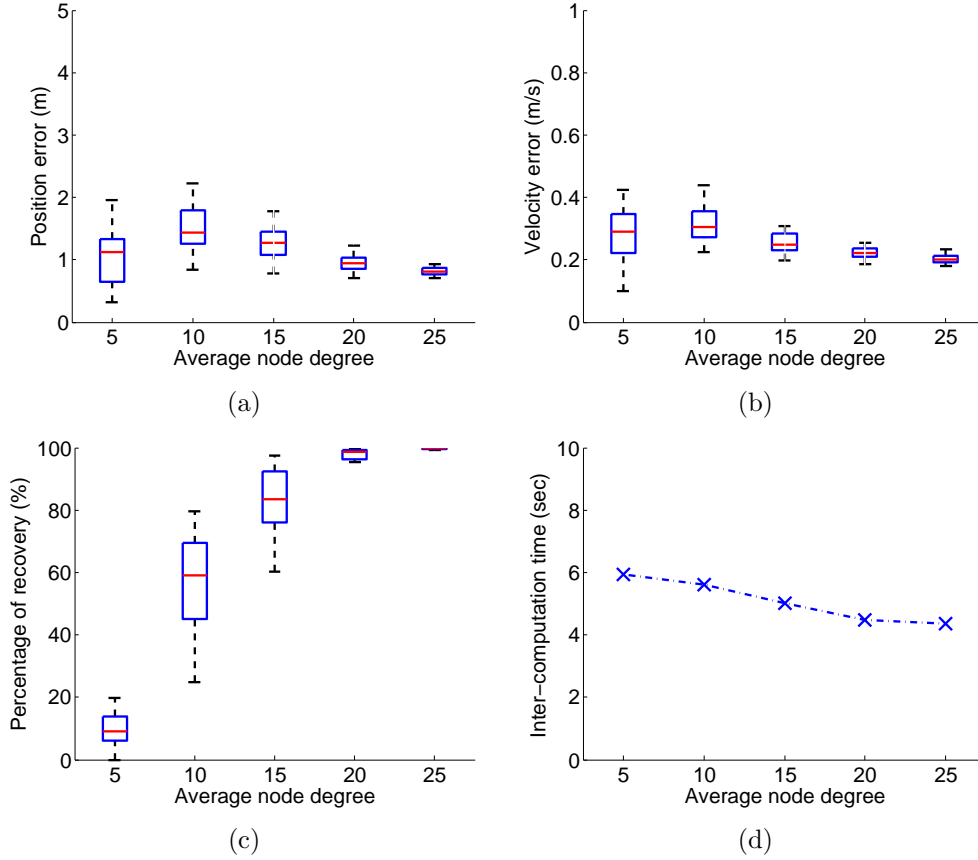 5
4
3
2
1
0
Position error (m)
5 10 15 20 25
Average node degree
(a)
1
0.8
0.6
0.4
0.2
0
Velocity error (m/s)
5 10 15 20 25
Average node degree
(b)
100
80
60
40
20
0
Percentage of recovery (%)
5 10 15 20 25
Average node degree
(c)
10
8
6
4
2
0
Inter−computation time (sec)
5 10 15 20 25
Average node degree
(d)